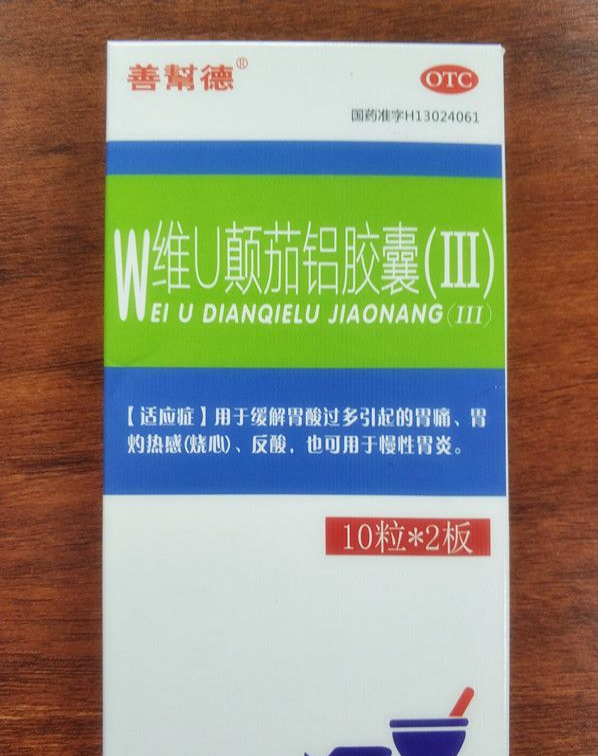 善幫德®
OTC
国药准字H13024061
维U颠茄铝胶囊(III)
WEI U DIANQIELU JIAONANG(III)
【适应症】用于缓解胃酸过多引起的胃痛、胃
灼热感(烧心)、反酸，也可用于慢性胃炎。
10粒*2板